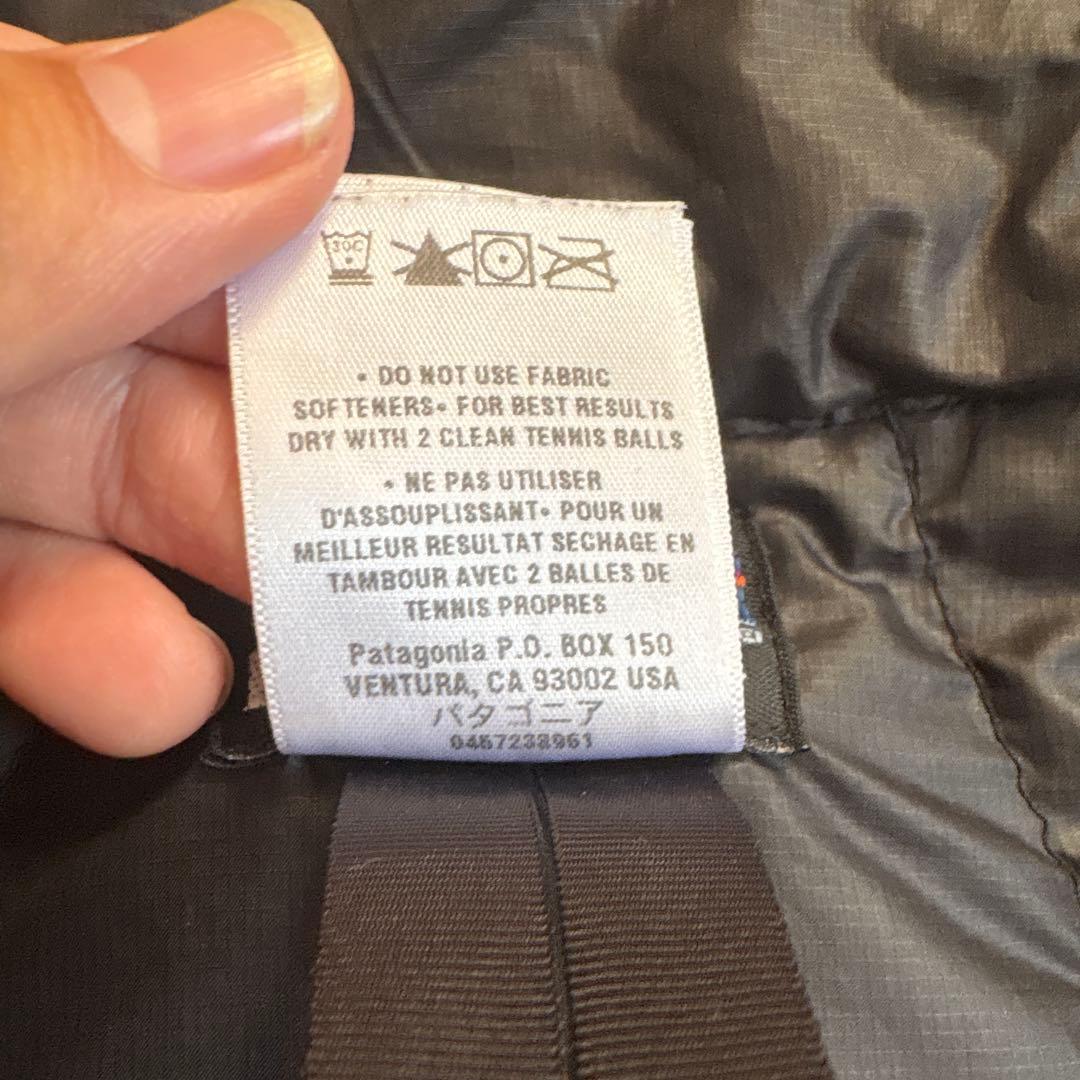 30C
• DO NOT USE FABRIC
SOFTENERS• FOR BEST RESULTS
DRY WITH 2 CLEAN TENNIS BALLS
• NE PAS UTILISER
D'ASSOUPLISSANT• POUR UN
MEILLEUR RESULTAT SECHAGE EN
TAMBOUR AVEC 2 BALLES DE
TENNIS PROPRES
Patagonia P.O. BOX 150
VENTURA, CA 93002 USA
パタゴニア
0457238961